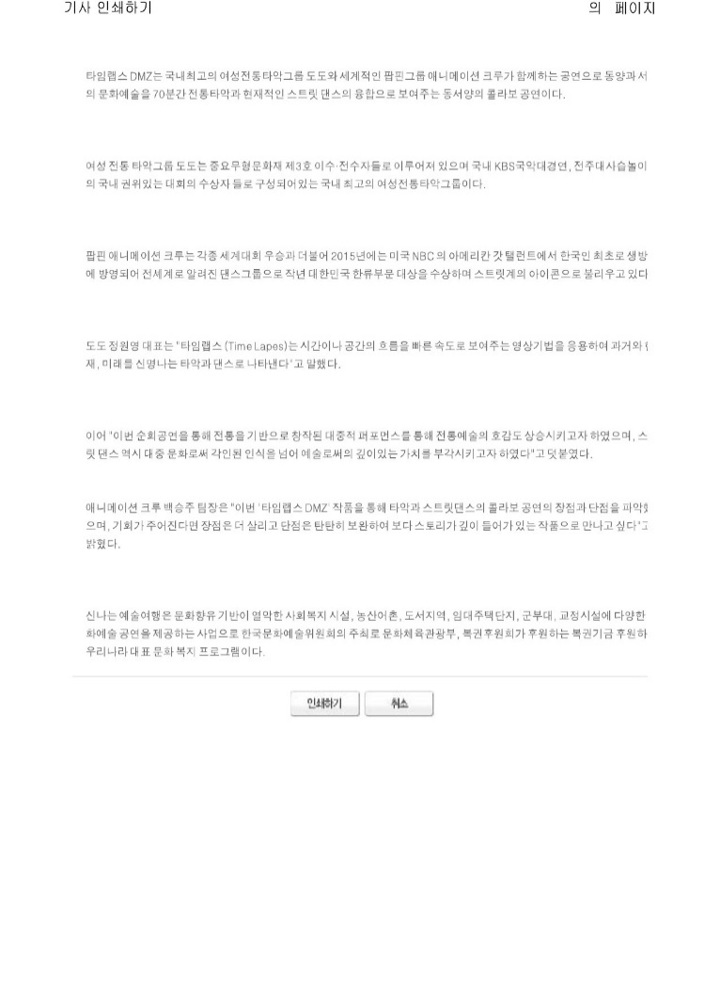 기사 인쇄하기
의 페이지
타임랩스 DMZ는 국내최고의 여성전통타악그룹 도도와 세계적인 팝핀그룹 애니메이션 크루가 함께하는 공연으로 동양과 서
의 문화예술을 70분간 전통타악과 현재적인 스트릿 댄스의 융합으로 보여주는 동서양의 콜라보 공연이다.
여성 전통 타악그룹 도도는 중요무형문화재 제3호 이수·전수자들로 이루어져 있으며 국내 KBS국악대경연, 전주대사습놀이
의 국내 권위있는 대회의 수상자 들로 구성되어있는 국내 최고의 여성전통타악그룹이다.
팝핀 애니메이션 크루는 각종 세계대회 우승과 더불어 2015년에는 미국 NBC 의 아메리칸 갓 탤런트에서 한국인 최초로 생방
에 방영되어 전세계로 알려진 댄스그룹으로 작년 대한민국 한류부문 대상을 수상하며 스트릿계의 아이콘으로 불리우고 있다
도도 정원영 대표는 "타임랩스 (Time Lapes)는 시간이나 공간의 흐름을 빠른 속도로 보여주는 영상기법을 응용하여 과거와
재, 미래를 신명나는 타악과 댄스로 나타낸다"고 말했다.
이어 "이번 순회공연을 통해 전통을 기반으로 창작된 대중적 퍼포먼스를 통해 전통예술의 호감도 상승시키고자 하였으며, 스
릿 댄스 역시 대중 문화로써 각인된 인식을 넘어 예술로써의 깊이있는 가치를 부각시키고자 하였다"고 덧붙였다.
애니메이션 크루 백승주 팀장은 "이번 '타임랩스 DMZ' 작품을 통해 타악과 스트릿댄스의 콜라보 공연의 장점과 단점을 파악
으며, 기회가 주어진다면 장점은 더 살리고 단점은 탄탄히 보완하여 보다 스토리가 깊이 들어가 있는 작품으로 만나고 싶다"고
밝혔다.
신나는 예술여행은 문화향유 기반이 열악한 사회복지 시설, 농산어촌, 도서지역, 임대주택단지, 군부대, 교정시설에 다양한
화예술 공연을 제공하는 사업으로 한국문화예술위원회의 주최로 문화체육관광부, 복권후원회가 후원하는 복권기금 후원하
우리나라 대표 문화 복지 프로그램이다.
인쇄하기
취소